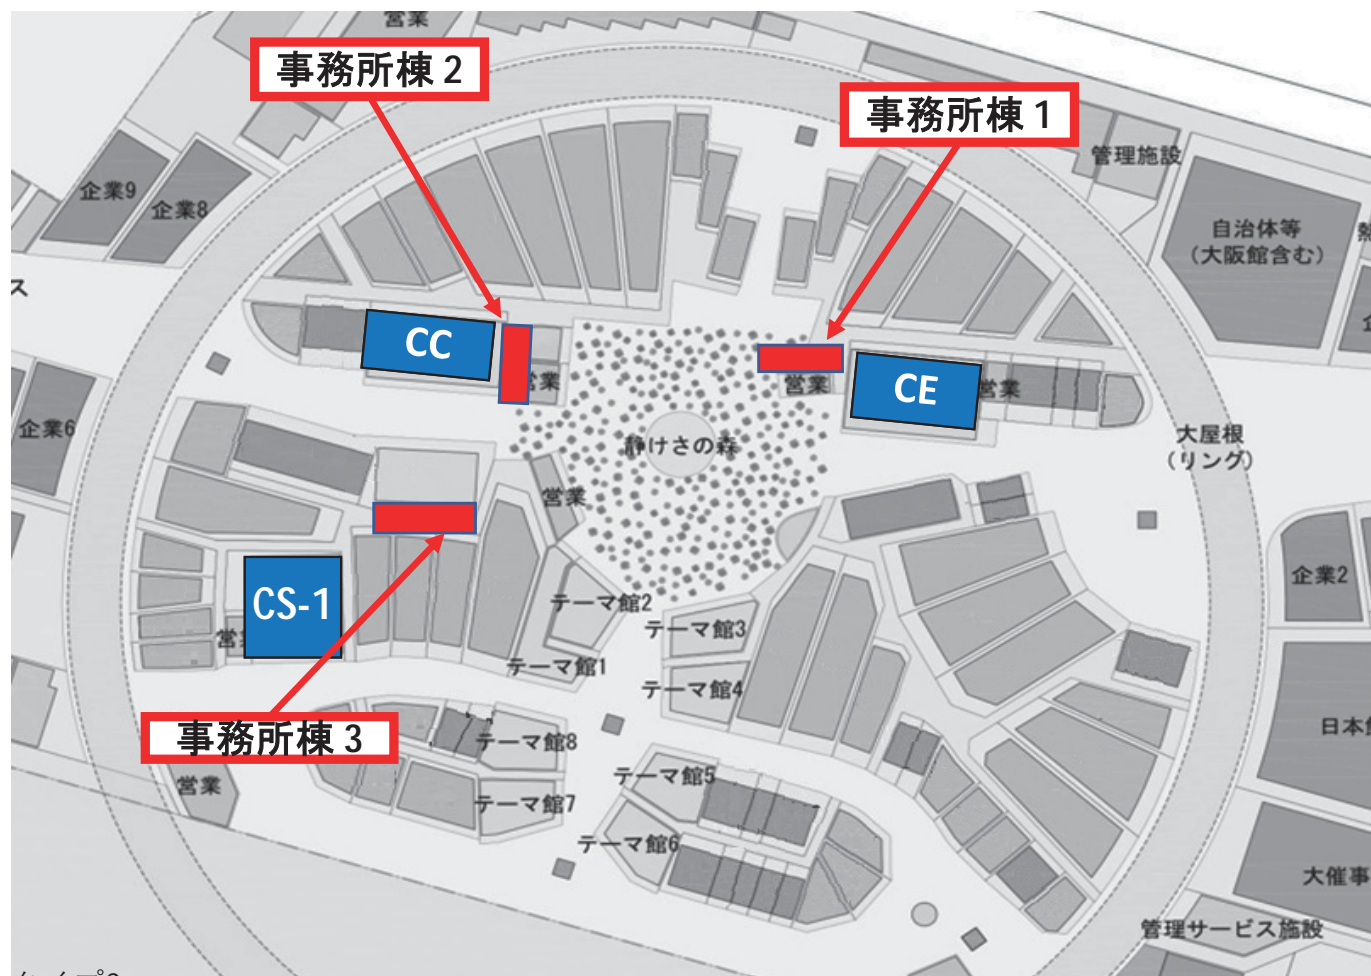 営業
事務所棟 2
事務所棟 1
管理施設
企業9
企業8
自治体等
(大阪館含む)
ス
CC
営業
営業
CE
営業
企業6
静けさの森
大屋根
(リング)
営業
企業2
CS-1
テーマ館2
テーマ館3
テーマ館1
テーマ館4
事務所棟 3
テーマ館8
日本
営業
テーマ館5
テーマ館7
テーマ館6
大催事
管理サービス施設